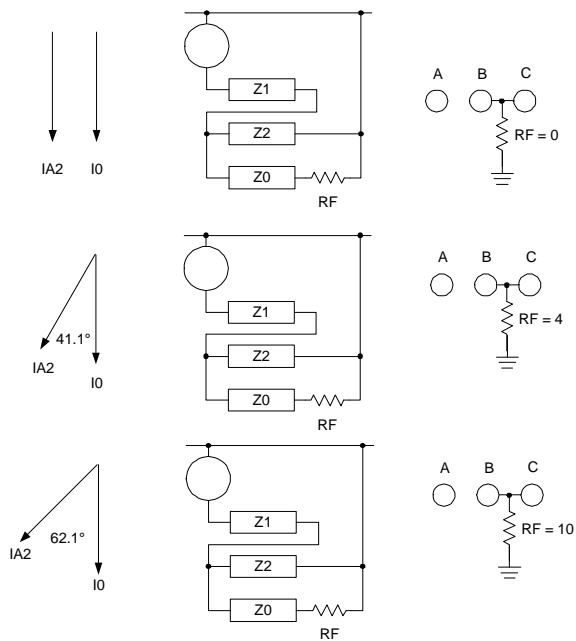 Z1
A B C
Z2
RF = 0
IA2 I0
Z0
RF
A B C
Z1
RF = 4
41.1°
Z2
IA2
I0
Z0
RF
A B C
Z1
RF = 10
62.1°
IA2
Z2
I0
Z0
RF